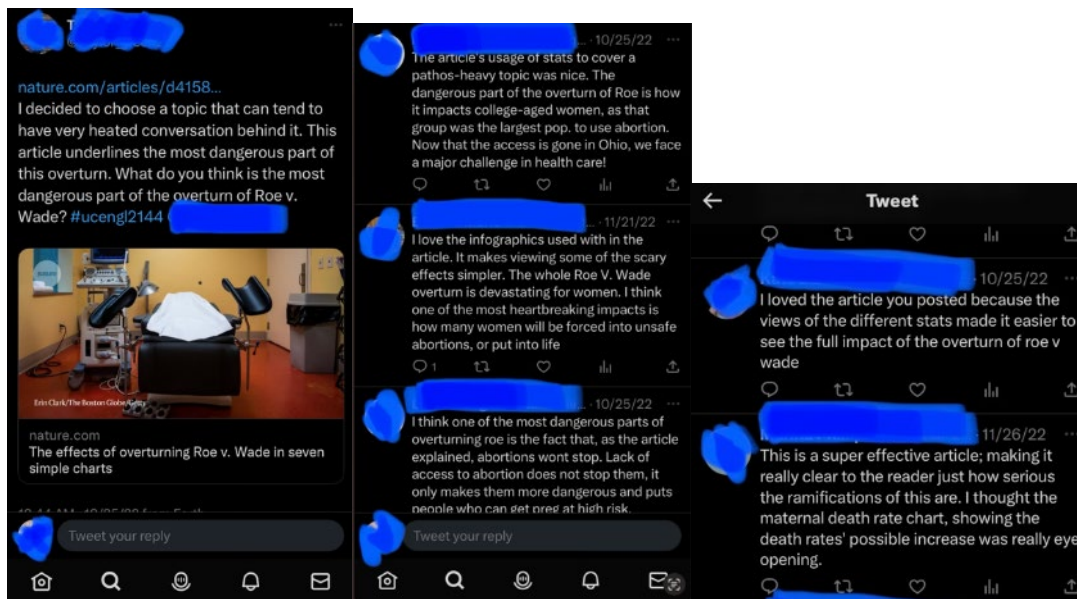 nature.com/articles/d4158...
I decided to choose a topic that can tend to
have very heated conversation behind it. This
article underlines the most dangerous part of
this overturn. What do you think is the most
dangerous part of the overturn of Roe v.
Wade? #ucengl2144
Erin Clark/The Boston Globe/Getty
nature.com
The effects of overturning Roe v. Wade in seven
simple charts
Tweet your reply
... · 10/25/22
The article's usage of stats to cover a
pathos-heavy topic was nice. The
dangerous part of the overturn of Roe is how
it impacts college-aged women, as that
group was the largest pop. to use abortion.
Now that the access is gone in Ohio, we face
a major challenge in health care!
... · 11/21/22
I love the infographics used with in the
article. It makes viewing some of the scary
effects simpler. The whole Roe V. Wade
overturn is devastating for women. I think
one of the most heartbreaking impacts is
how many women will be forced into unsafe
abortions, or put into life
1
... · 10/25/22
I think one of the most dangerous parts of
overturning roe is the fact that, as the article
explained, abortions wont stop. Lack of
access to abortion does not stop them, it
only makes them more dangerous and puts
people who can get preg at high risk.
Tweet your reply
Tweet
10/25/22
I loved the article you posted because the
views of the different stats made it easier to
see the full impact of the overturn of roe v
wade
11/26/22
This is a super effective article; making it
really clear to the reader just how serious
the ramifications of this are. I thought the
maternal death rate chart, showing the
death rates' possible increase was really eye
opening.